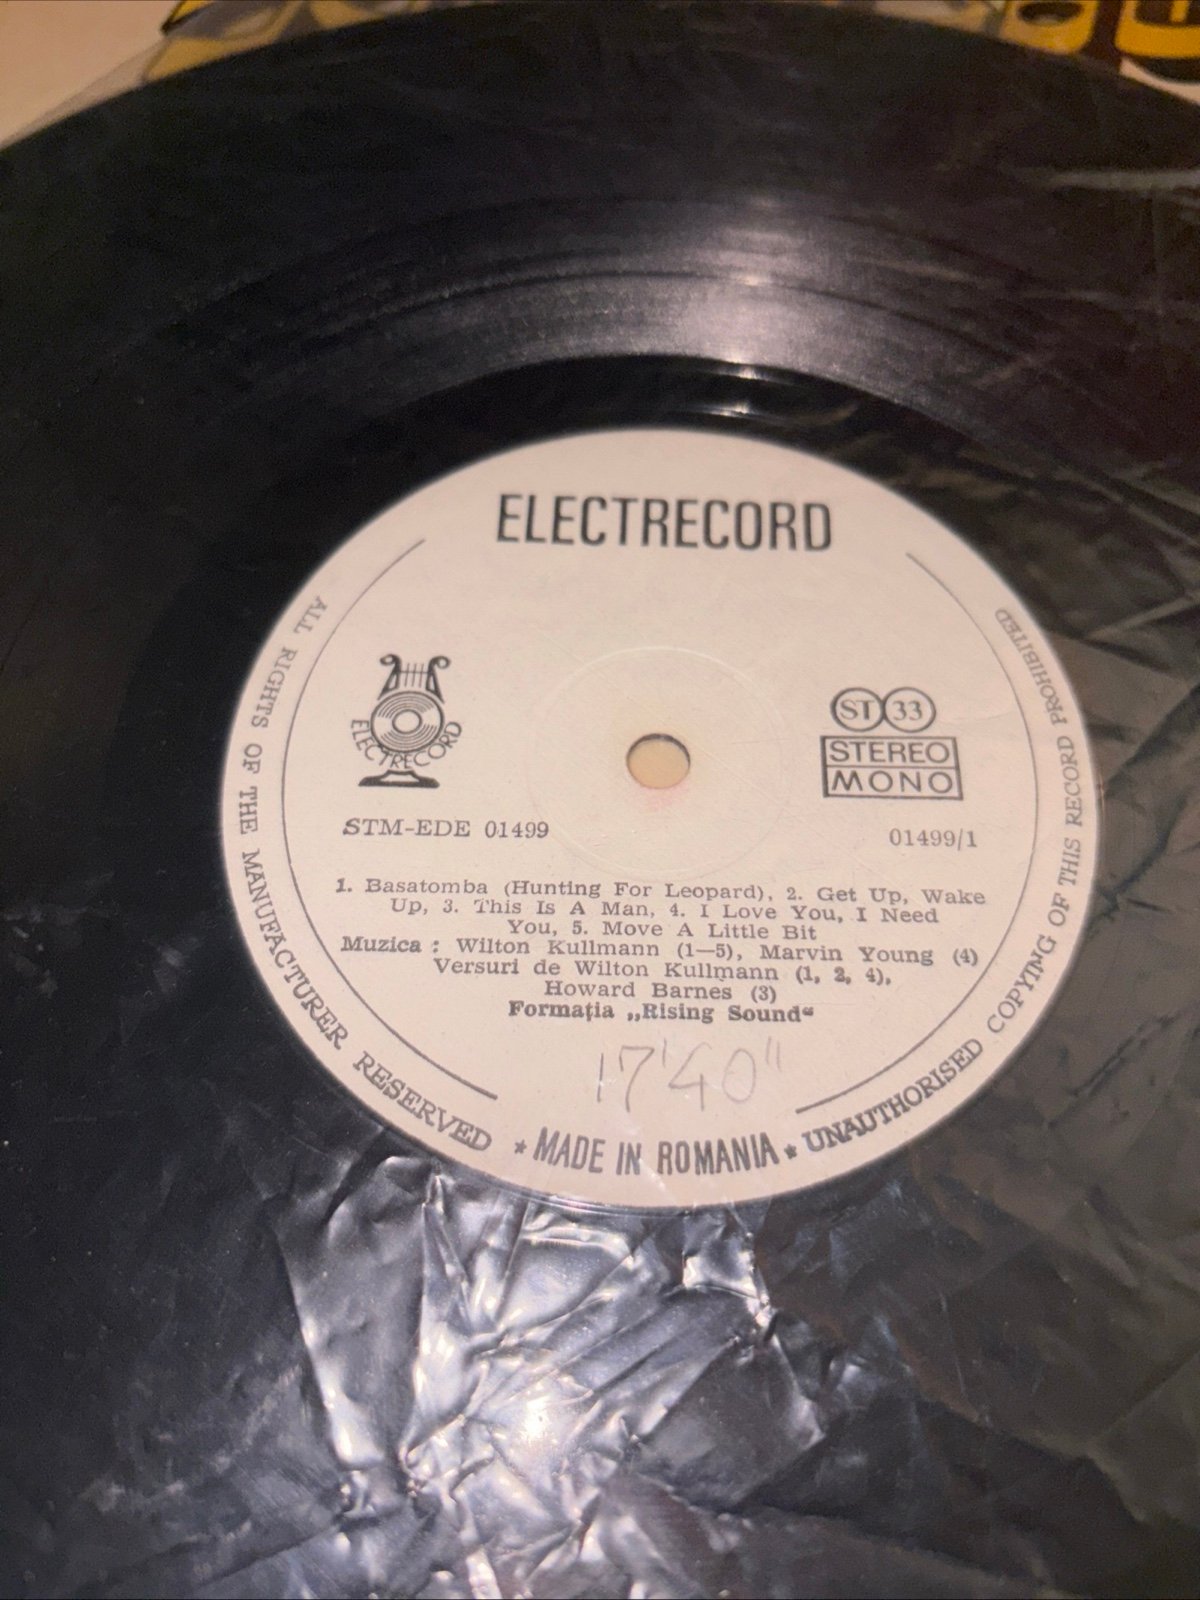 ELECTRECORD
ELECTRECORD
ST 33
STEREO
MONO
STM-EDE 01499
01499/1
1. Basatomba (Hunting For Leopard), 2. Get Up, Wake
Up, 3. This Is A Man, 4. I Love You, I Need
You, 5. Move A Little Bit
Muzica : Wilton Kullmann (1—5), Marvin Young (4)
Versuri de Wilton Kullmann (1, 2, 4),
Howard Barnes (3)
Formația „Rising Sound“
17'40"
ALL RIGHTS OF THE MANUFACTURER RESERVED * MADE IN ROMANIA * UNAUTHORISED COPYING OF THIS RECORD PROHIBITED